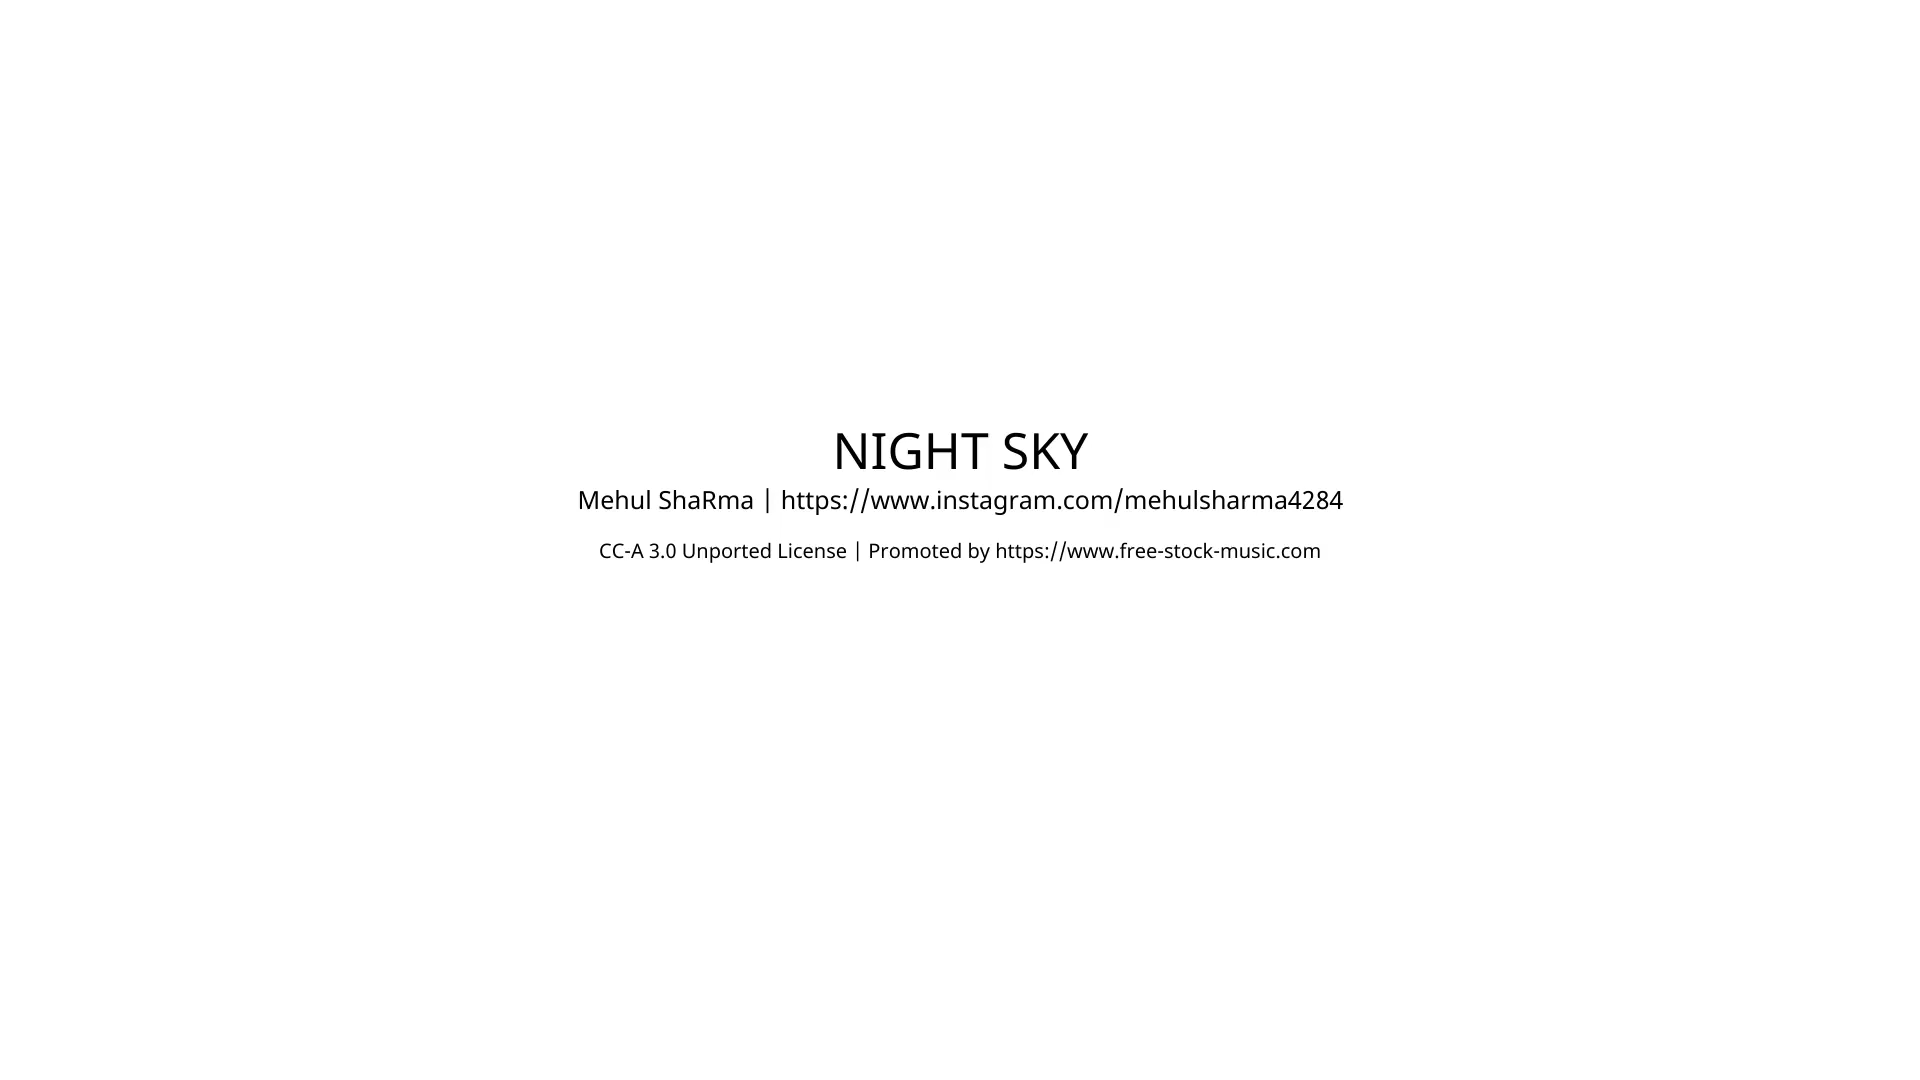 NIGHT SKY
Mehul ShaRma | https://www.instagram.com/mehulsharma4284
CC-A 3.0 Unported License | Promoted by https://www.free-stock-music.com